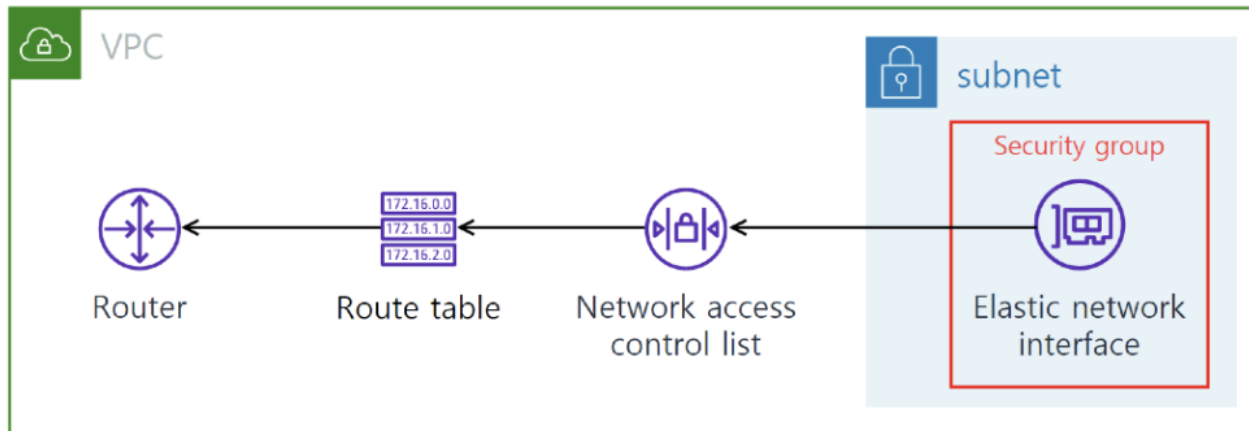 VPC
subnet
Security group
172.16.0.0
172.16.1.0
172.16.2.0
Router
Route table
Network access
control list
Elastic network
interface